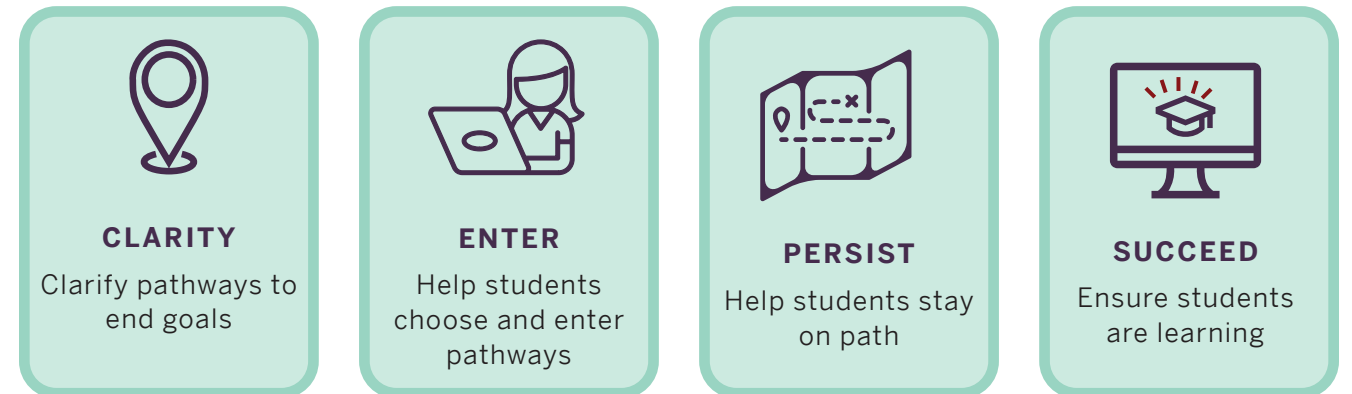 CLARITY
Clarify pathways to
end goals
ENTER
Help students
choose and enter
pathways
PERSIST
Help students stay
on path
SUCCEED
Ensure students
are learning